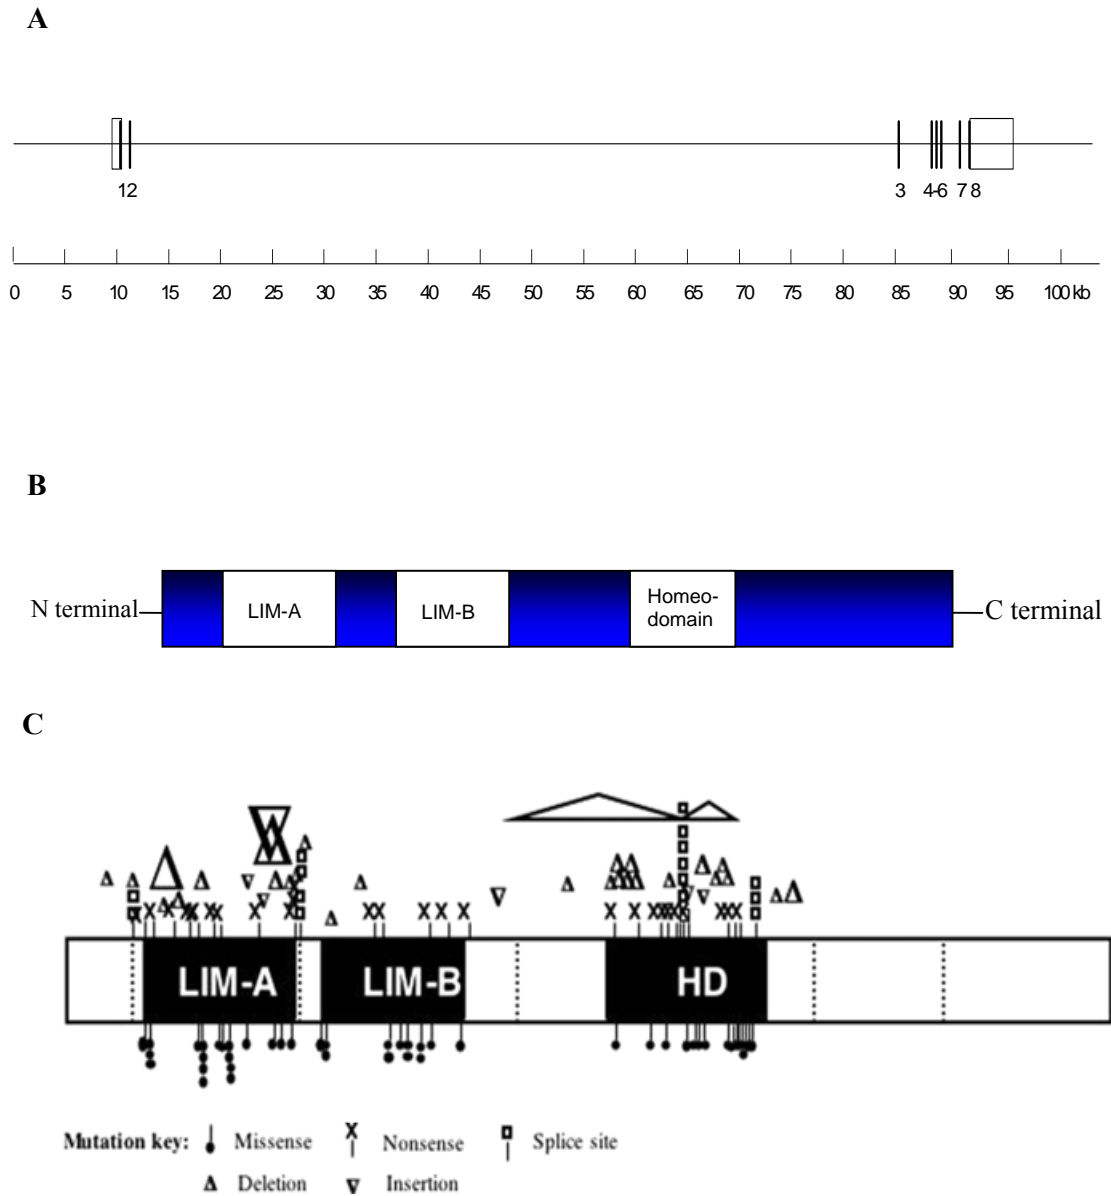 A
12 3 4-6 7 8
0 5 10 15 20 25 30 35 40 45 50 55 60 65 70 75 80 85 90 95 100 kb
B
N terminal LIM-A LIM-B Homeo-
domain C terminal
C
LIM-A LIM-B HD
Mutation key: Missense Nonsense Splice site
Deletion Insertion